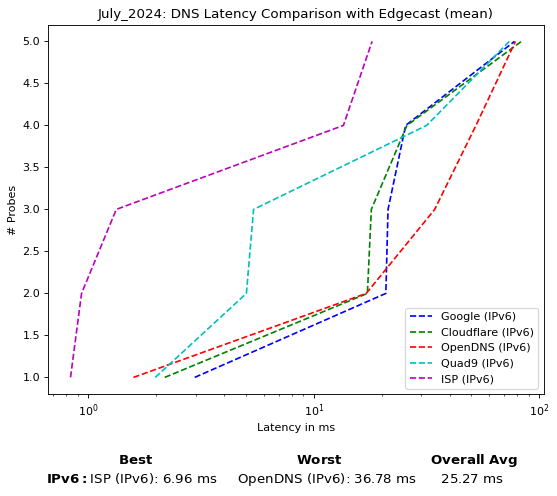 July_2024: DNS Latency Comparison with Edgecast (mean)
5.0
4.5
4.0
3.5
3.0
2.5
2.0
1.5
1.0
# Probes
Google (IPv6)
Cloudflare (IPv6)
OpenDNS (IPv6)
Quad9 (IPv6)
ISP (IPv6)
10⁰ 10¹ 10²
Latency in ms
Best Worst Overall Avg
IPv6: ISP (IPv6): 6.96 ms OpenDNS (IPv6): 36.78 ms 25.27 ms